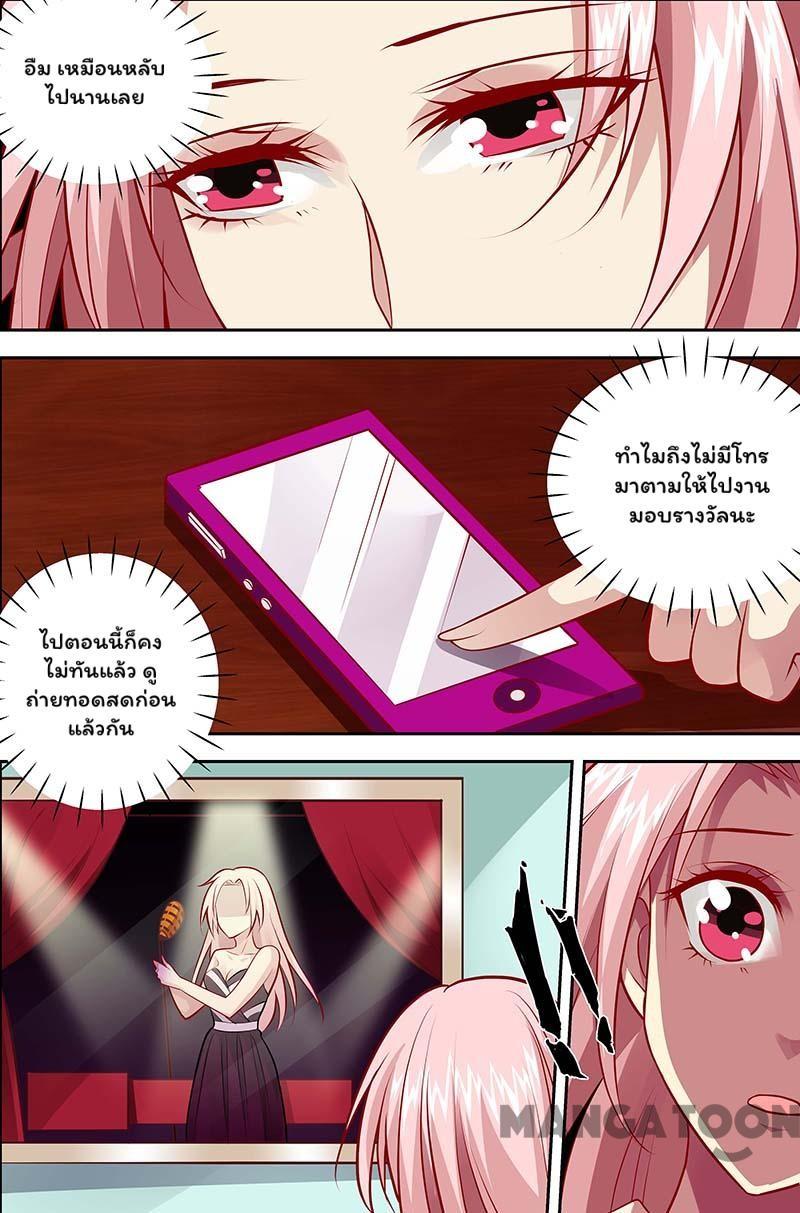 อืม เหมือนหลับ
ไปนานเลย
ทำไมถึงไม่มีโทร
มาตามให้ไปงาน
มอบรางวัลนะ
ไปตอนนี้ก็คง
ไม่ทันแล้ว ดู
ถ่ายทอดสดก่อน
แล้วกัน
MANGATOON